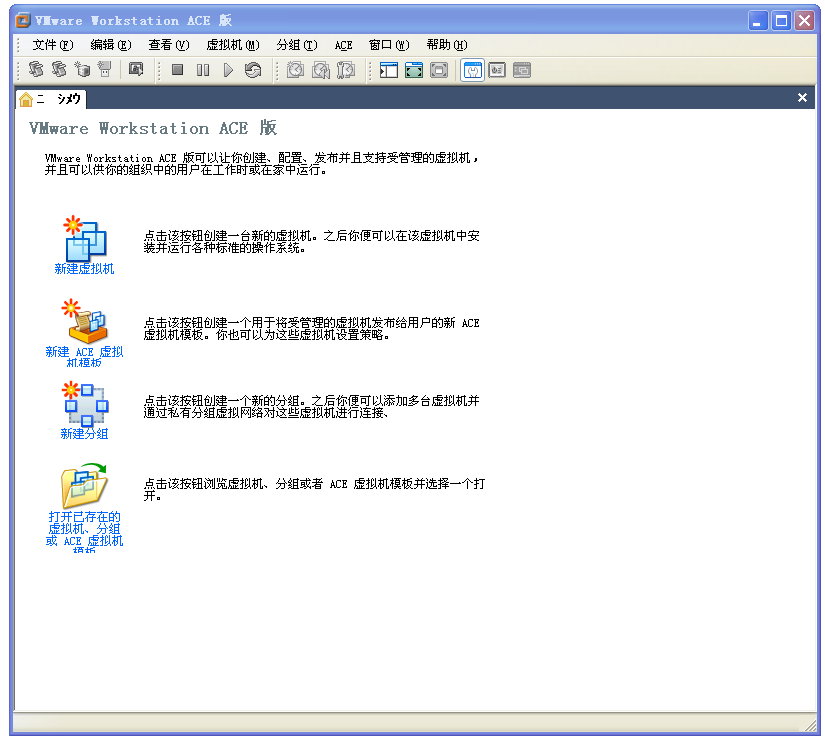 VMware Workstation ACE 版
文件(F) 编辑(E) 查看(V) 虚拟机(M) 分组(T) ACE 窗口(W) 帮助(H)
ニ シメウ
VMware Workstation ACE 版
VMware Workstation ACE 版可以让你创建、配置、发布并且支持受管理的虚拟机，
并且可以供你的组织中的用户在工作时或在家中运行。
新建虚拟机
点击该按钮创建一台新的虚拟机。之后你便可以在该虚拟机中安
装并运行各种标准的操作系统。
新建 ACE 虚拟
机模板
点击该按钮创建一个用于将受管理的虚拟机发布给用户的新 ACE
虚拟机模板。你也可以为这些虚拟机设置策略。
新建分组
点击该按钮创建一个新的分组。之后你便可以添加多台虚拟机并
通过私有分组虚拟网络对这些虚拟机进行连接、
打开已存在的
虚拟机、分组
或 ACE 虚拟机
模板
点击该按钮浏览虚拟机、分组或者 ACE 虚拟机模板并选择一个打
开。